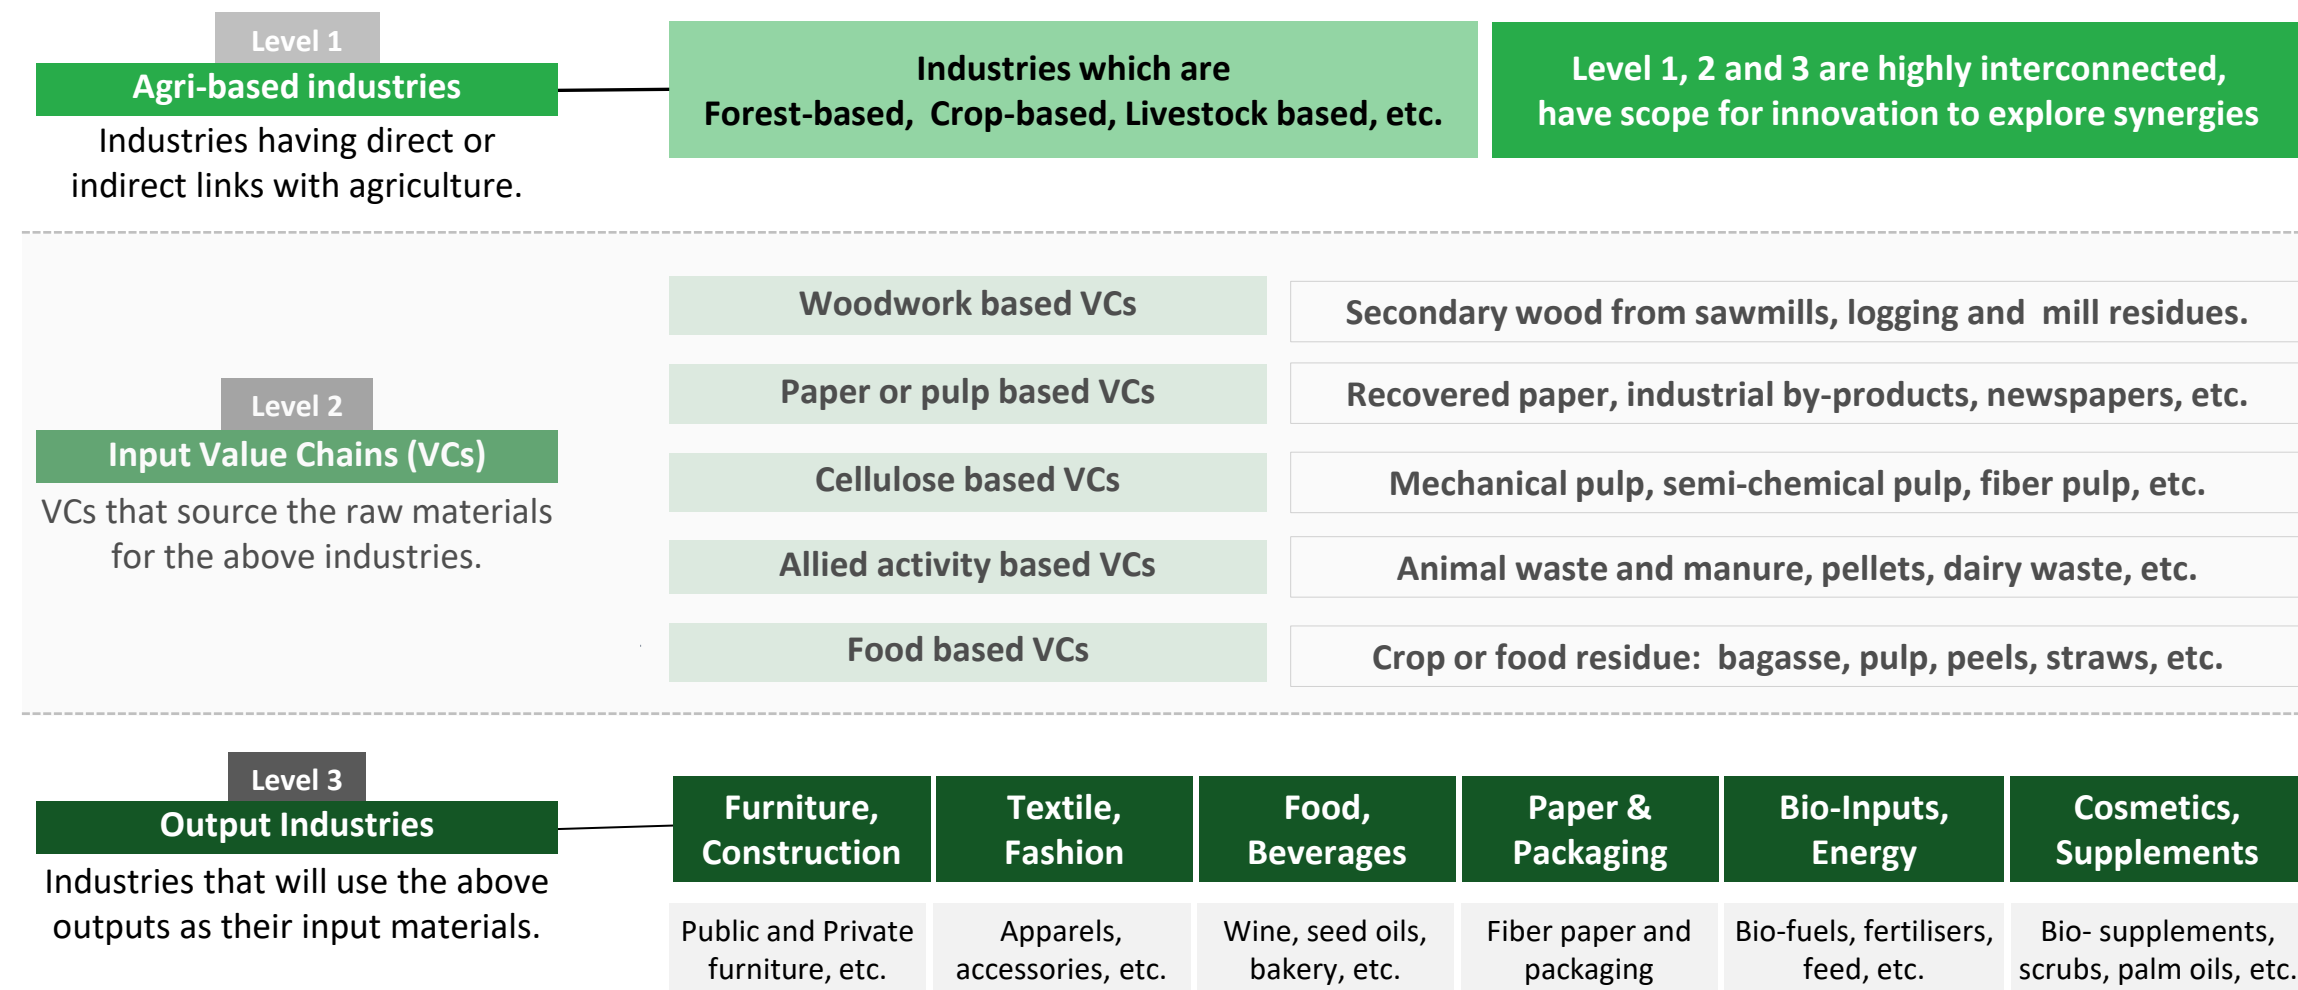 Level 1
Agri-based industries
Industries having direct or
indirect links with agriculture.
Industries which are
Forest-based, Crop-based, Livestock based, etc.
Level 1, 2 and 3 are highly interconnected,
have scope for innovation to explore synergies
Level 2
Input Value Chains (VCs)
VCs that source the raw materials
for the above industries.
Woodwork based VCs
Secondary wood from sawmills, logging and mill residues.
Paper or pulp based VCs
Recovered paper, industrial by-products, newspapers, etc.
Cellulose based VCs
Mechanical pulp, semi-chemical pulp, fiber pulp, etc.
Allied activity based VCs
Animal waste and manure, pellets, dairy waste, etc.
Food based VCs
Crop or food residue: bagasse, pulp, peels, straws, etc.
Level 3
Output Industries
Industries that will use the above
outputs as their input materials.
Furniture,
Construction
Public and Private
furniture, etc.
Textile,
Fashion
Apparels,
accessories, etc.
Food,
Beverages
Wine, seed oils,
bakery, etc.
Paper &
Packaging
Fiber paper and
packaging
Bio-Inputs,
Energy
Bio-fuels, fertilisers,
feed, etc.
Cosmetics,
Supplements
Bio- supplements,
scrubs, palm oils, etc.